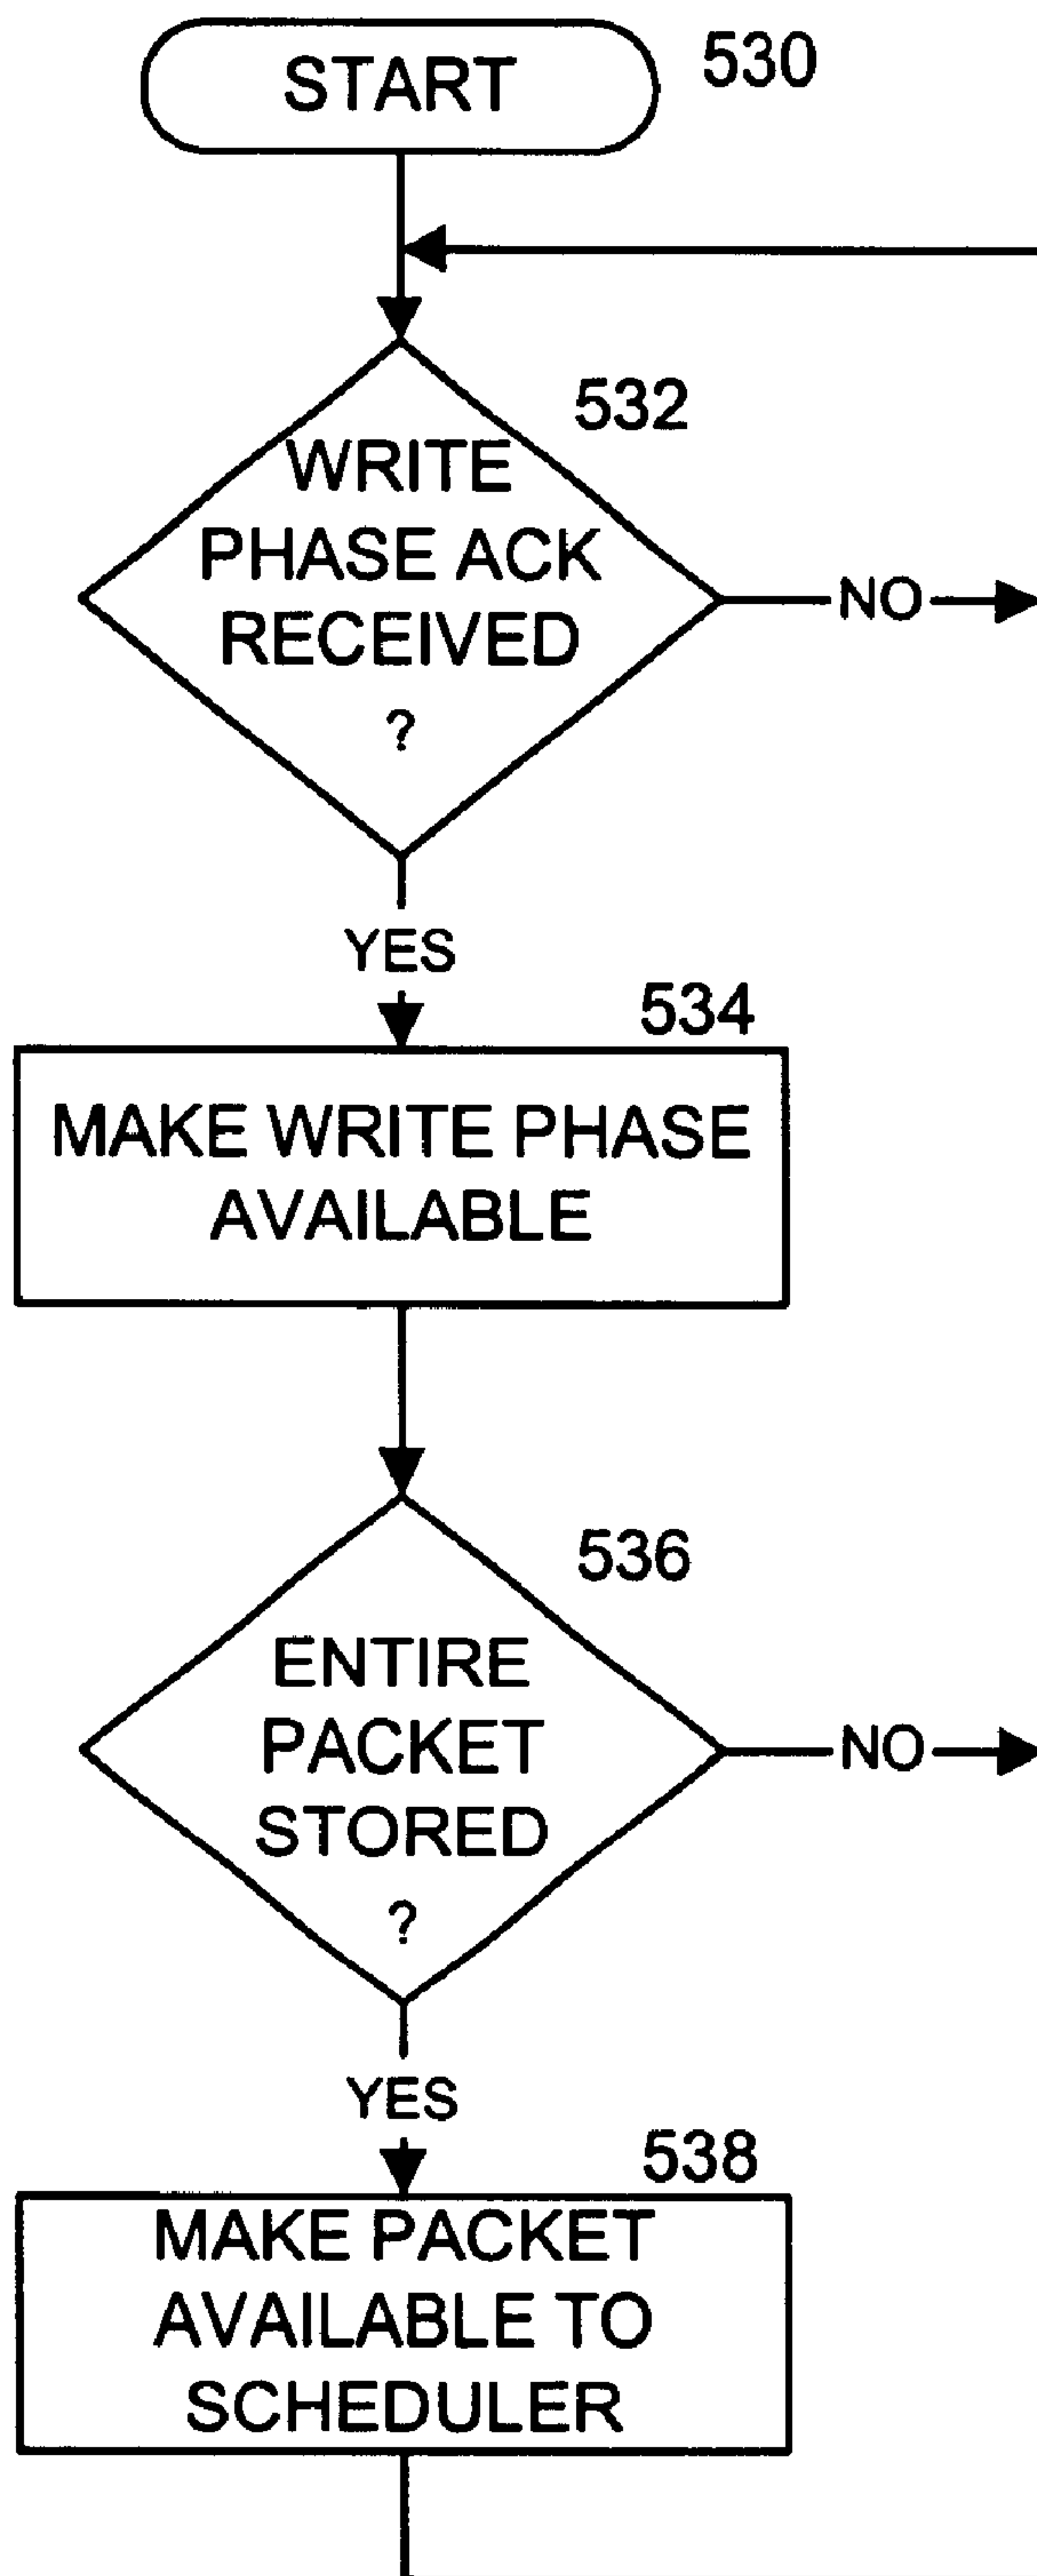 START
530
532
WRITE
PHASE ACK
RECEIVED
?
NO
YES
534
MAKE WRITE PHASE
AVAILABLE
536
ENTIRE
PACKET
STORED
?
NO
YES
538
MAKE PACKET
AVAILABLE TO
SCHEDULER